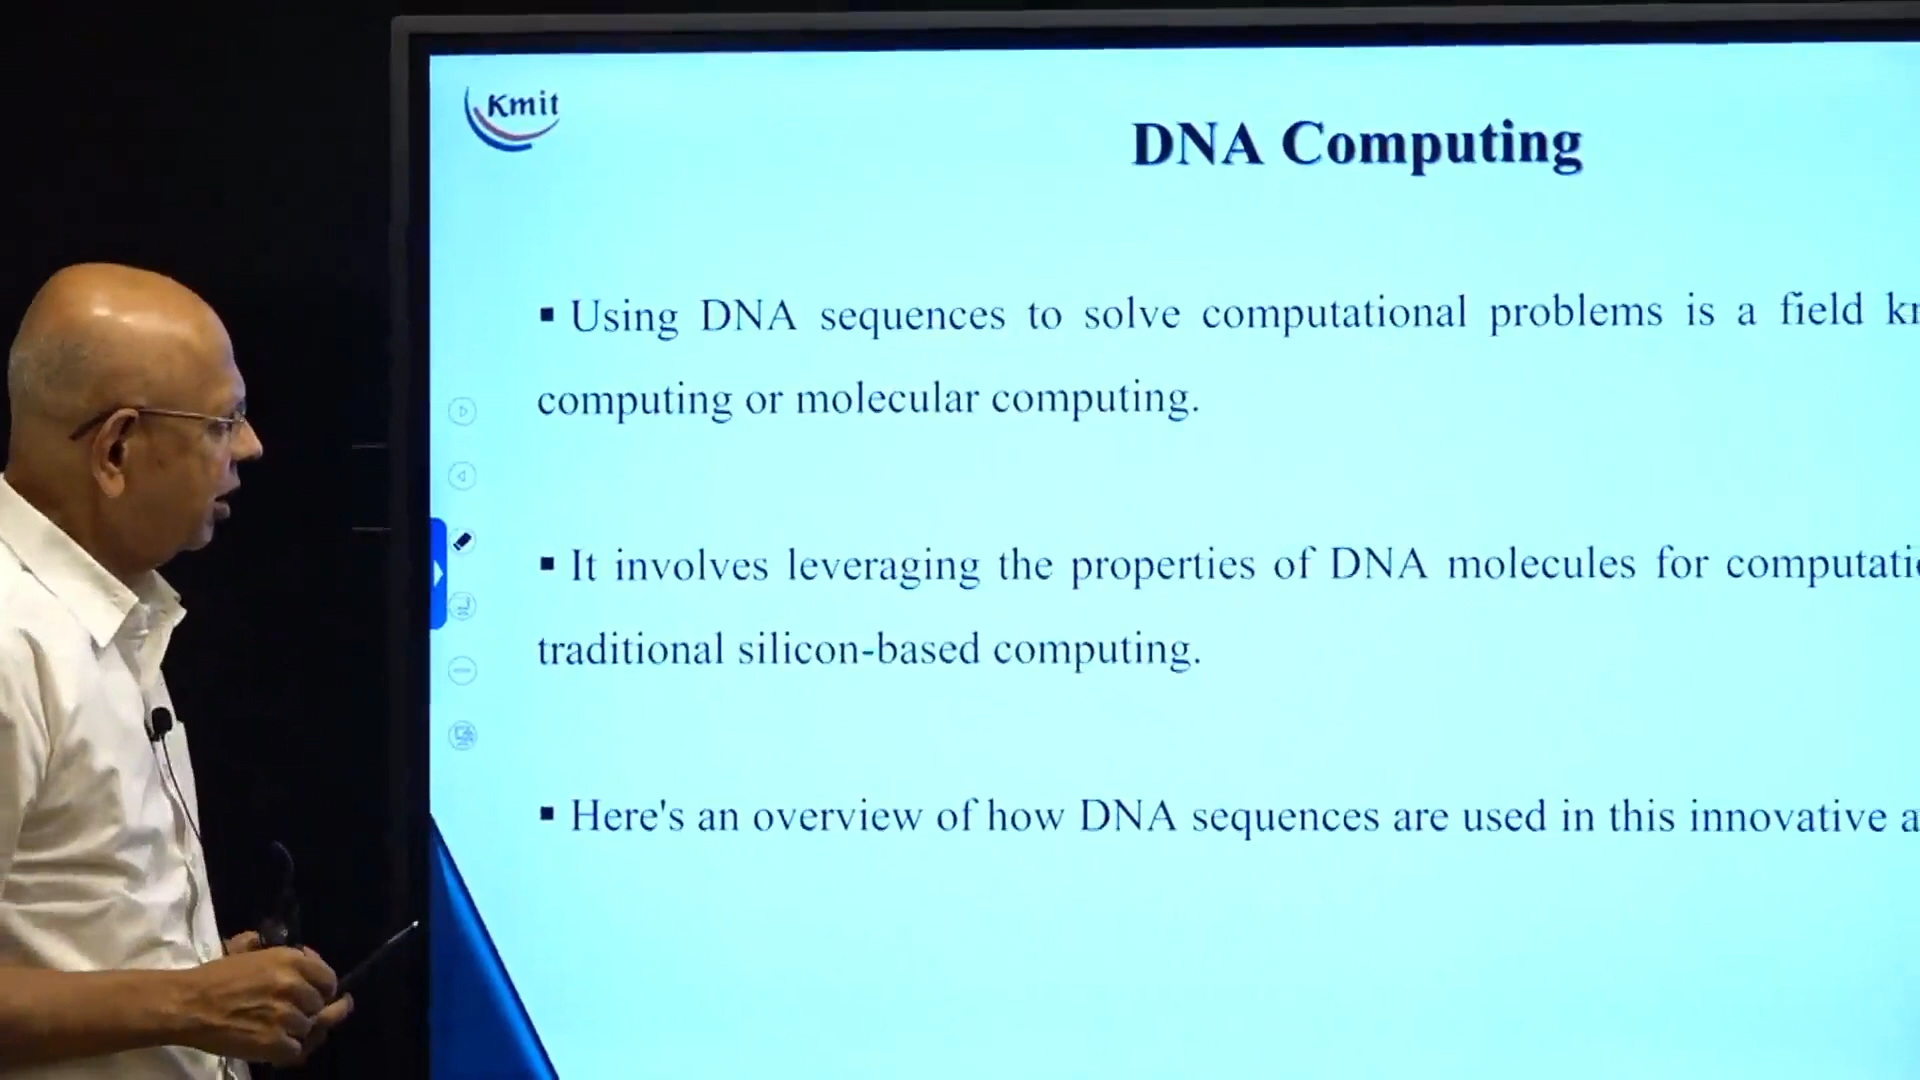 Kmit
DNA Computing
▪ Using DNA sequences to solve computational problems is a field
computing or molecular computing.
▪ It involves leveraging the properties of DNA molecules for
traditional silicon-based computing.
▪ Here's an overview of how DNA sequences are used in this innovative